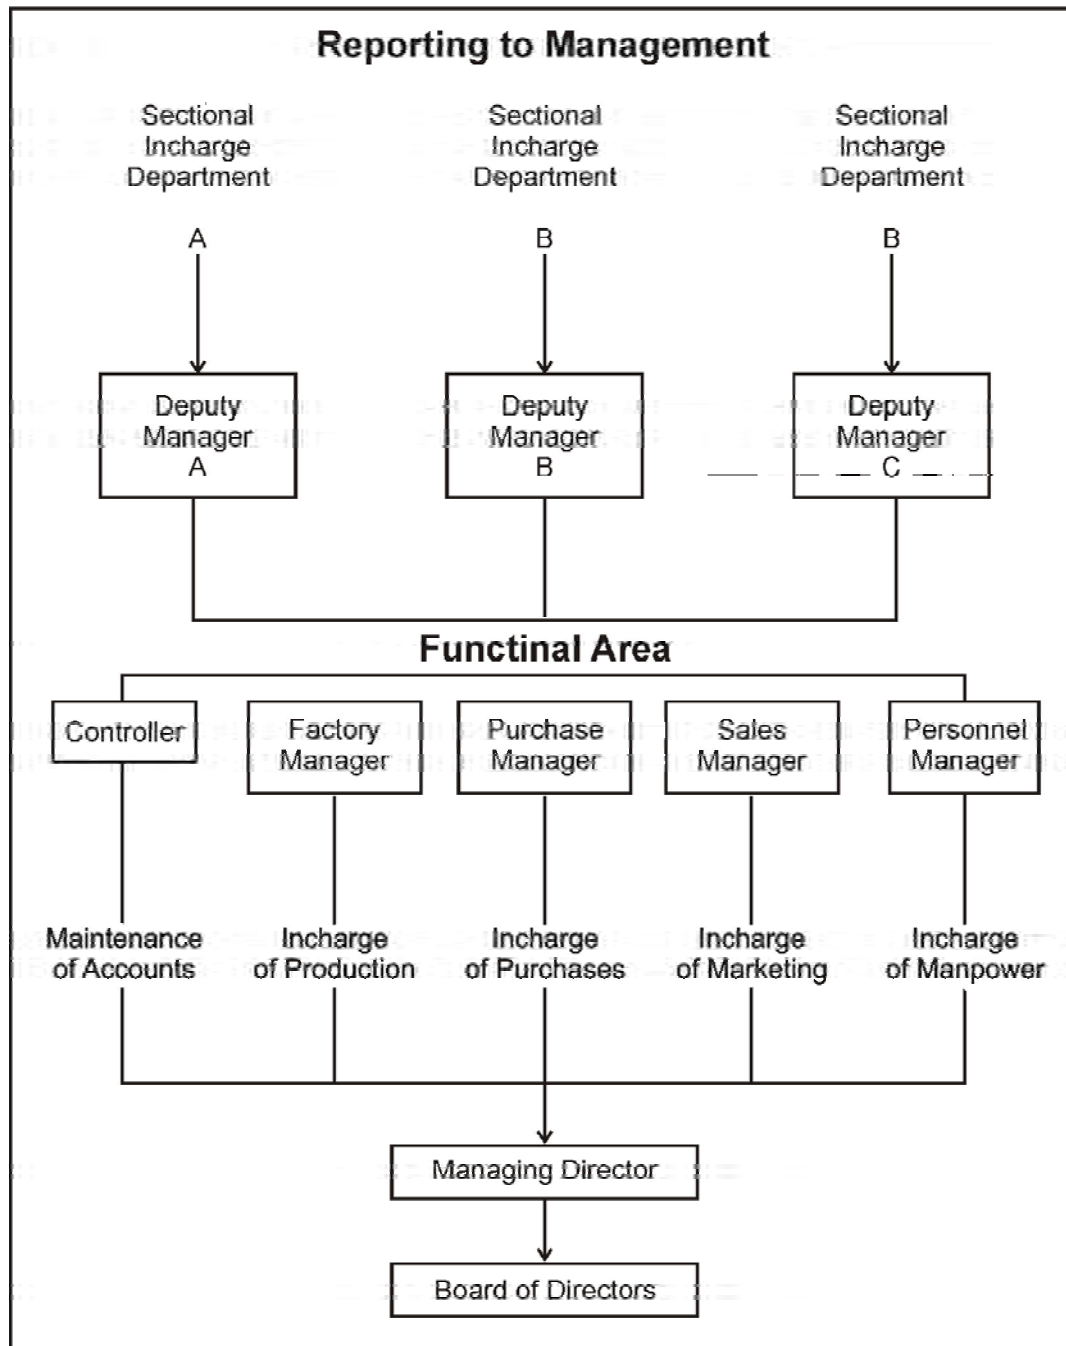 Reporting to Management
Sectional
Incharge
Department
A
Sectional
Incharge
Department
B
Sectional
Incharge
Department
B
Deputy
Manager
A
Deputy
Manager
B
Deputy
Manager
C
Functinal Area
Controller
Factory
Manager
Purchase
Manager
Sales
Manager
Personnel
Manager
Maintenance
of Accounts
Incharge
of Production
Incharge
of Purchases
Incharge
of Marketing
Incharge
of Manpower
Managing Director
Board of Directors